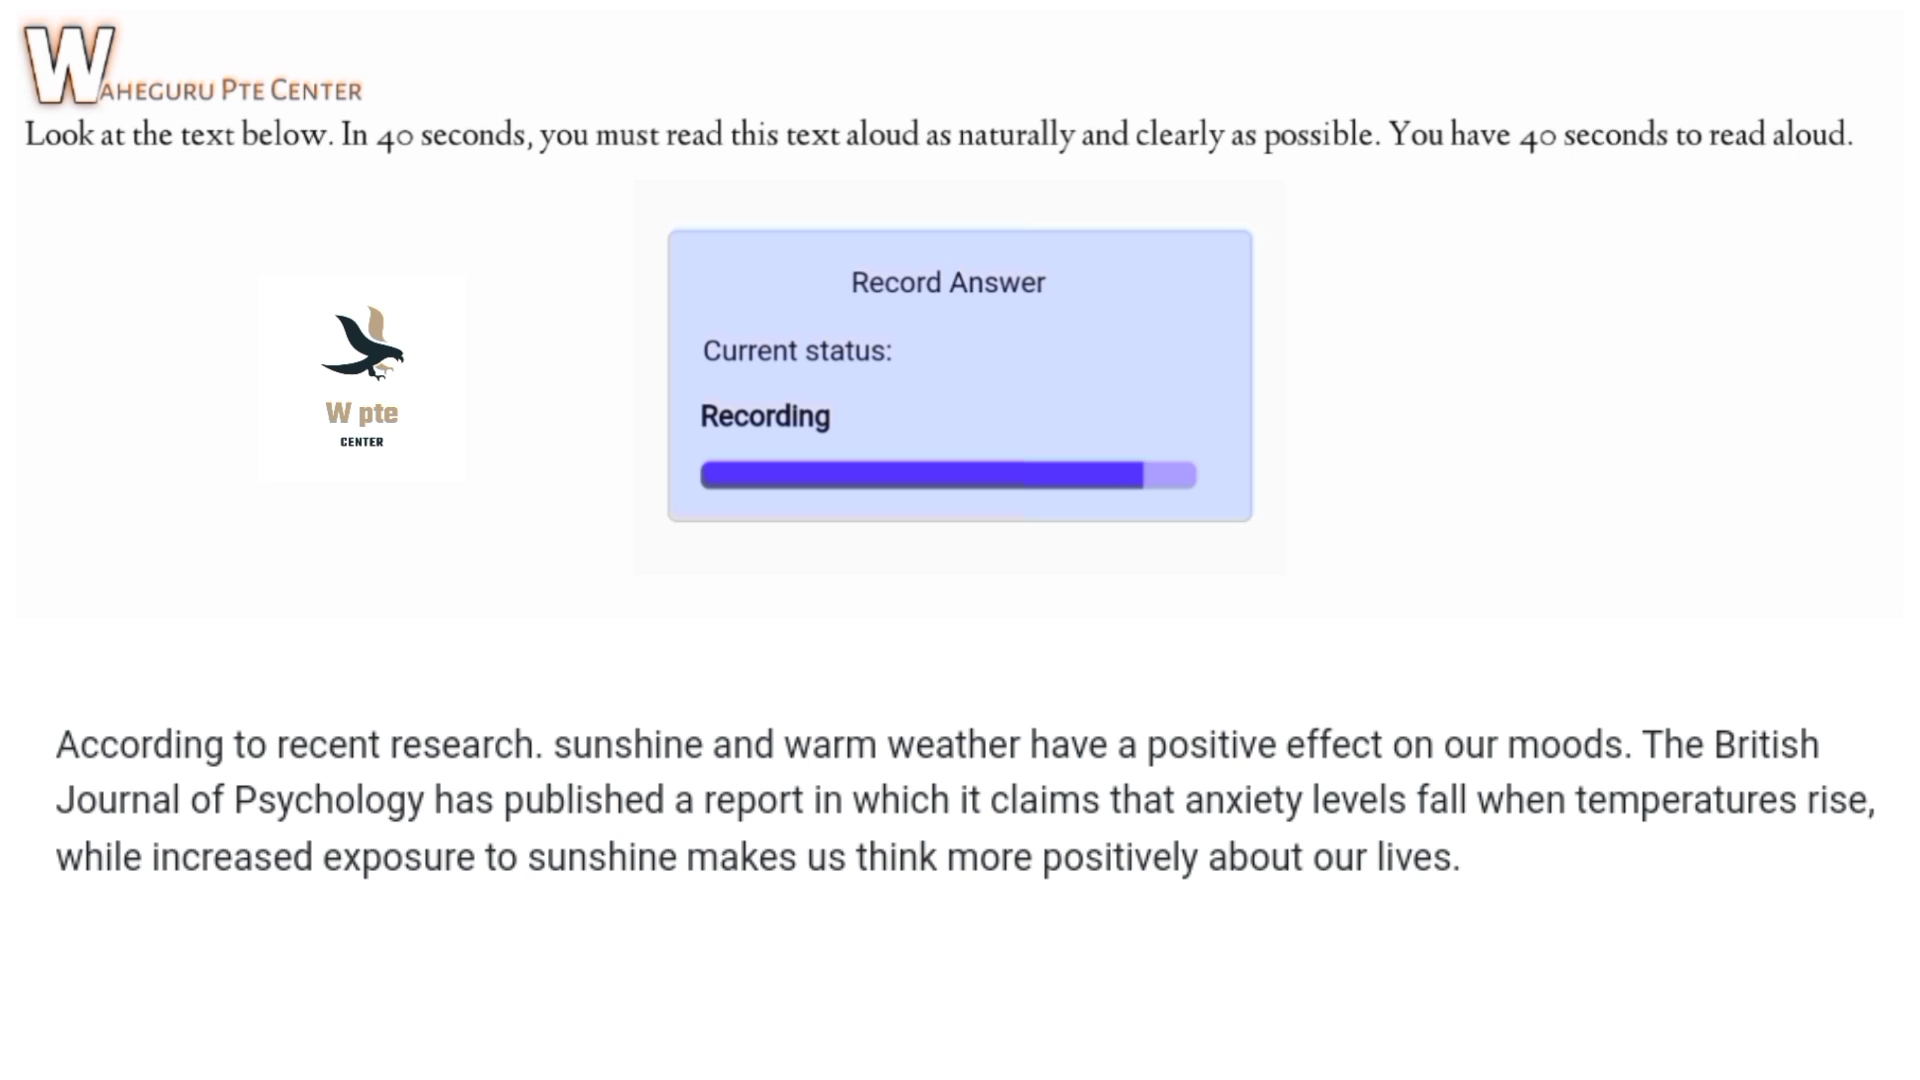 WAHEGURU PTE CENTER
Look at the text below. In 40 seconds, you must read this text aloud as naturally and clearly as possible. You have 40 seconds to read aloud.
Record Answer
Current status:
Recording
W pte
CENTER
According to recent research. sunshine and warm weather have a positive effect on our moods. The British
Journal of Psychology has published a report in which it claims that anxiety levels fall when temperatures rise,
while increased exposure to sunshine makes us think more positively about our lives.